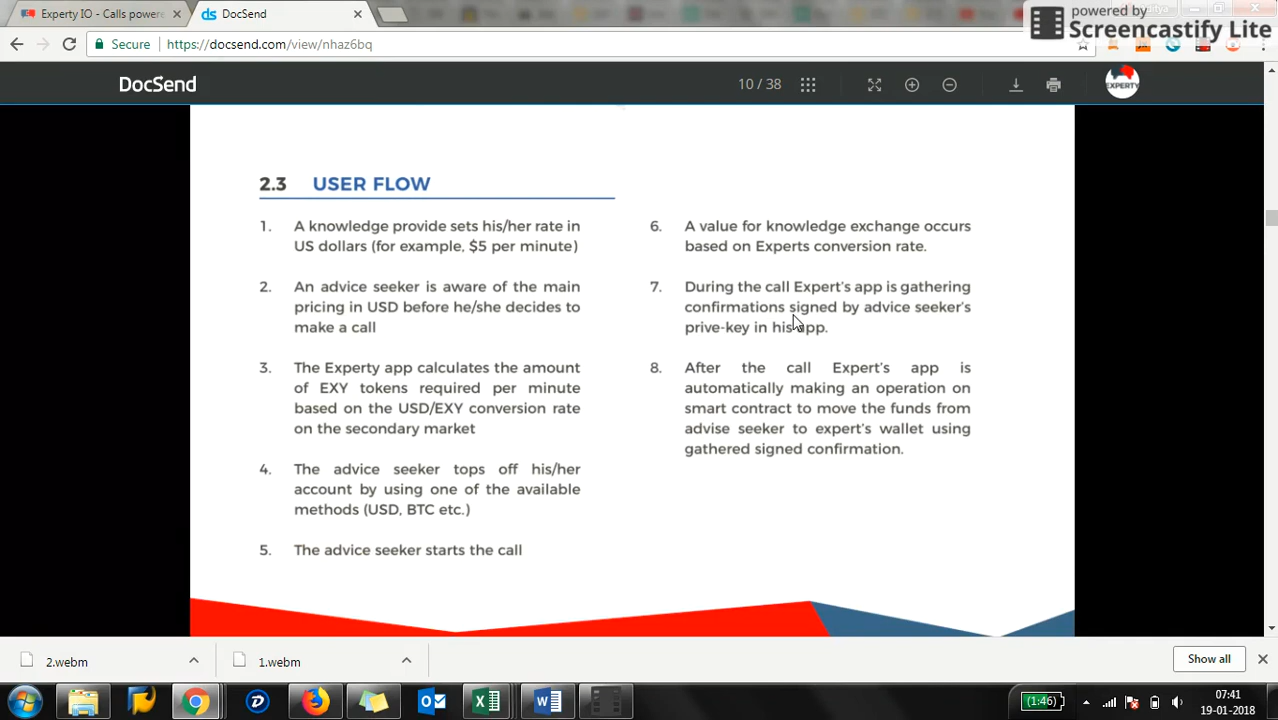 Experty IO - Calls power
DocSend
powered by
Screencastify Lite
Secure
https://docsend.com/view/nhaz6bq
DocSend
10 / 38
EXPERTY
2.3 USER FLOW
1. A knowledge provide sets his/her rate in
US dollars (for example, $5 per minute)
2. An advice seeker is aware of the main
pricing in USD before he/she decides to
make a call
3. The Experty app calculates the amount
of EXY tokens required per minute
based on the USD/EXY conversion rate
on the secondary market
4. The advice seeker tops off his/her
account by using one of the available
methods (USD, BTC etc.)
5. The advice seeker starts the call
6. A value for knowledge exchange occurs
based on Experts conversion rate.
7. During the call Expert's app is gathering
confirmations signed by advice seeker's
prive-key in his app.
8. After the call Expert's app is
automatically making an operation on
smart contract to move the funds from
advise seeker to expert's wallet using
gathered signed confirmation.
2.webm
1.webm
Show all
(1:46)
07:41
19-01-2018